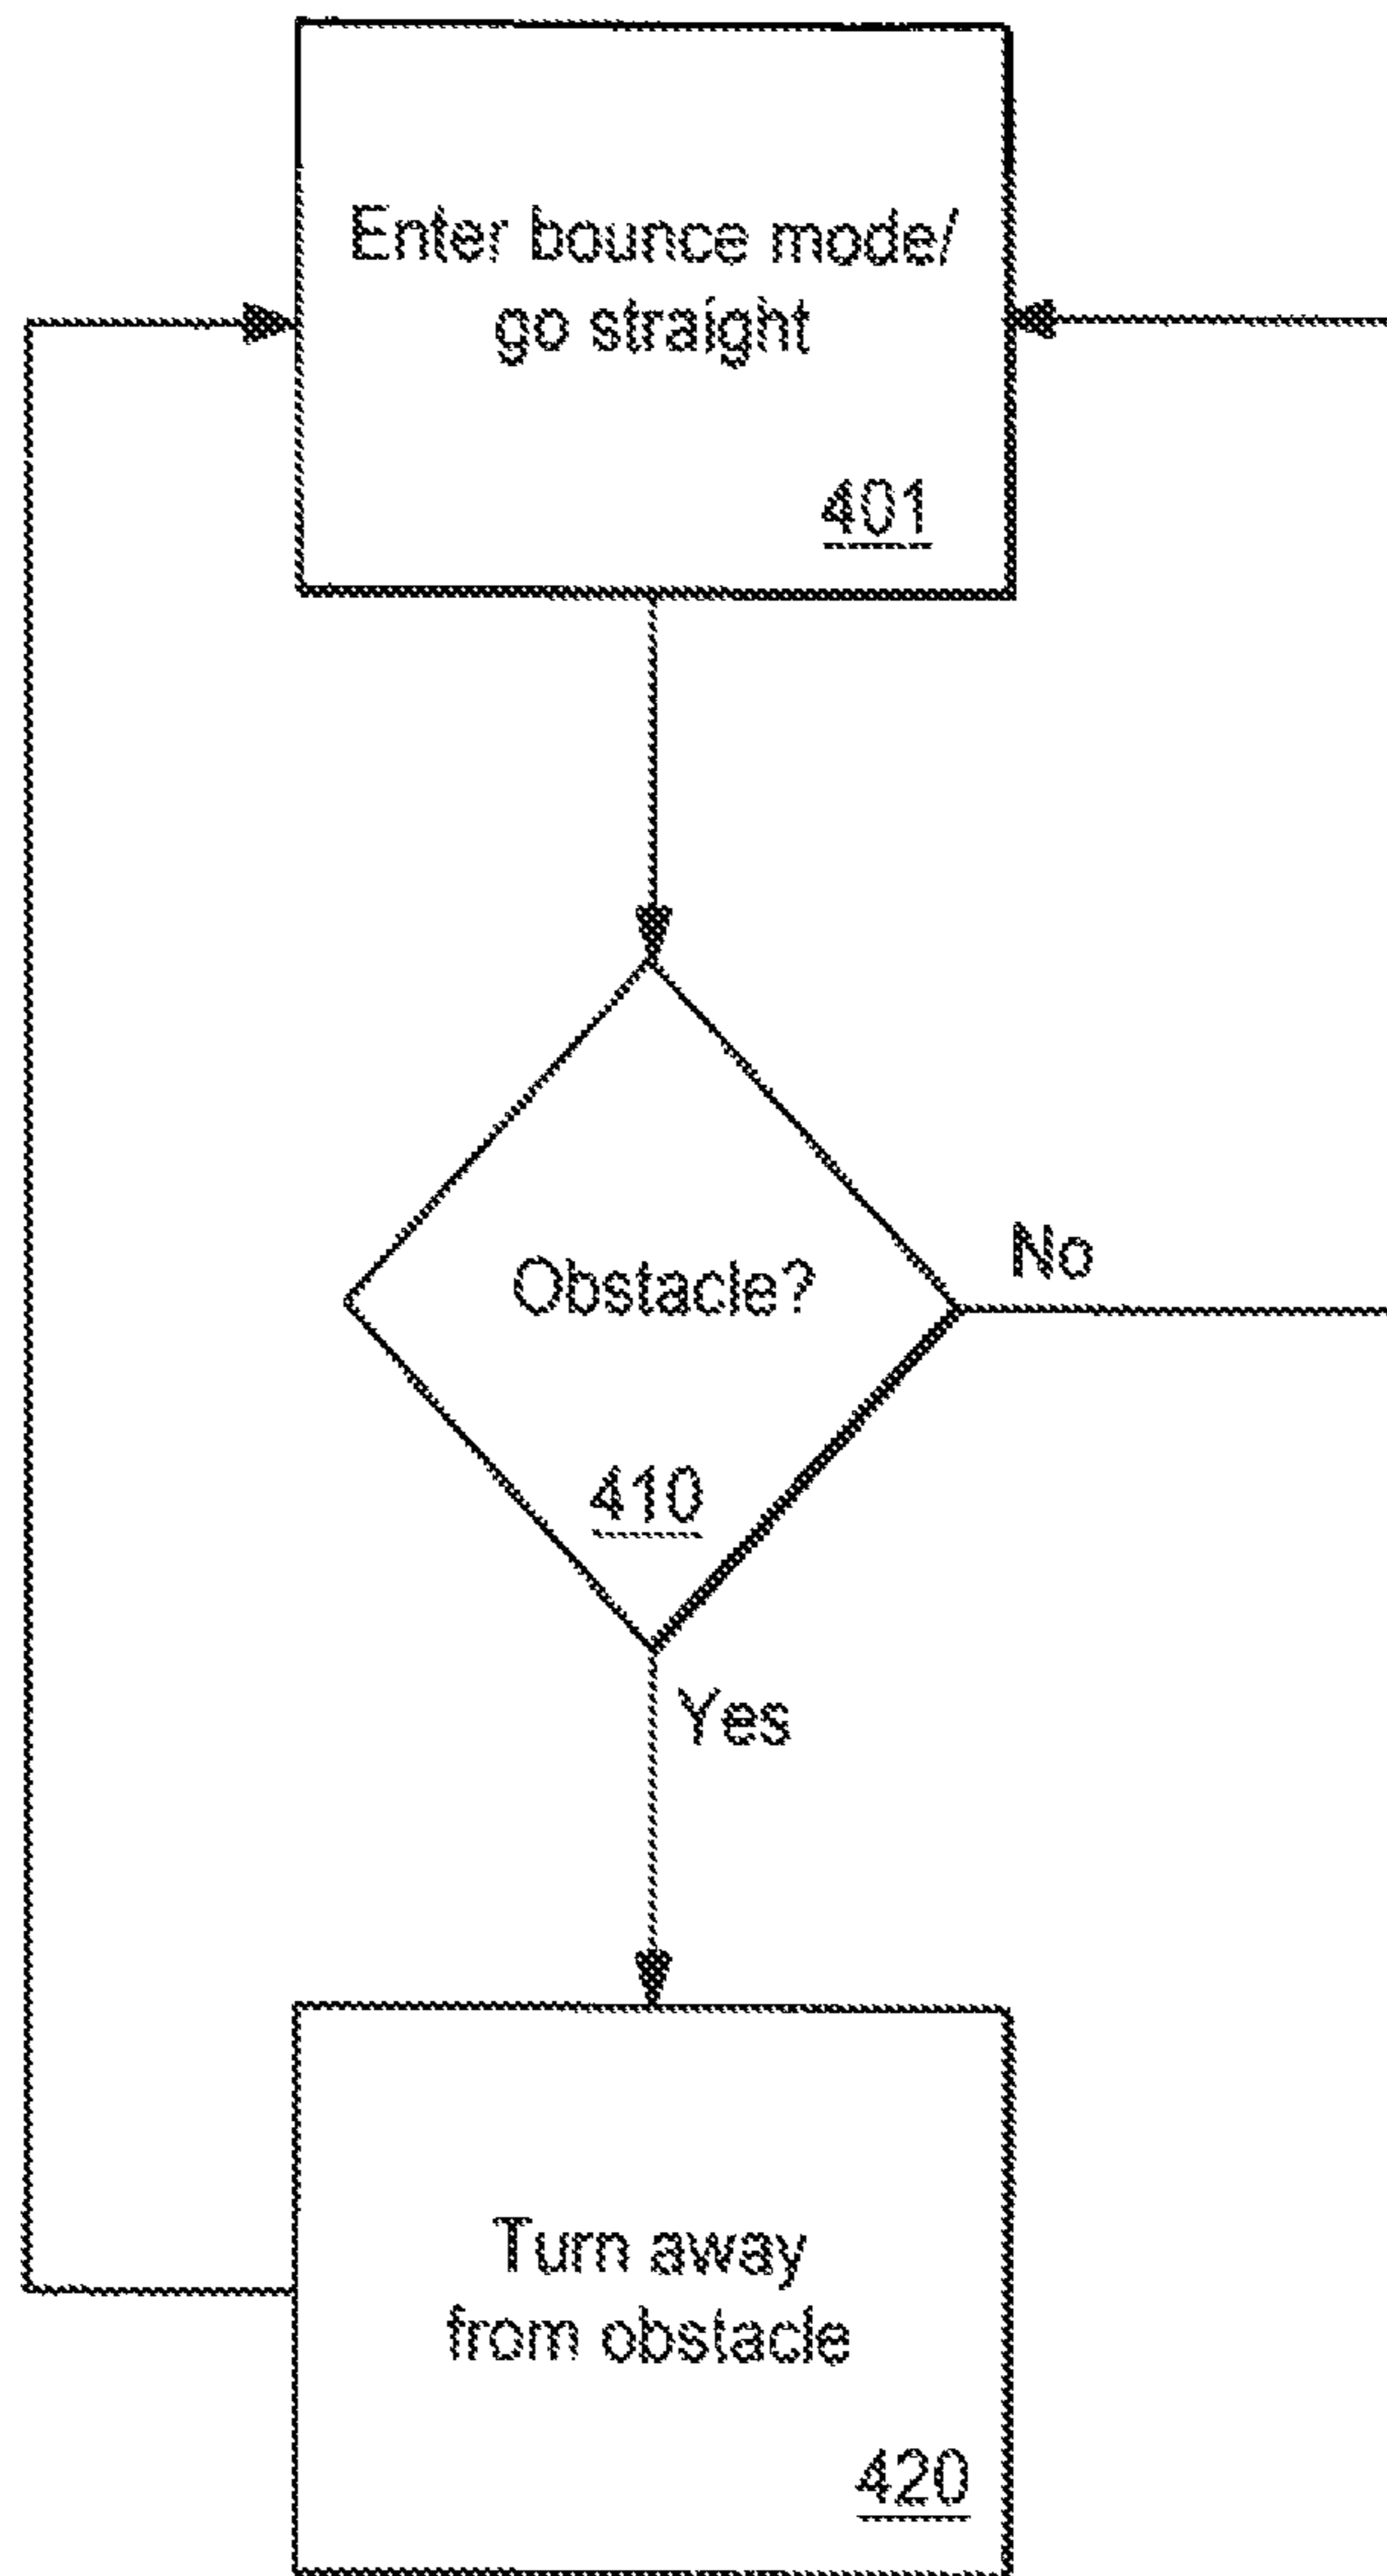 Enter bounce mode/
go straight
401
Obstacle?
No
410
Yes
Turn away
from obstacle
420